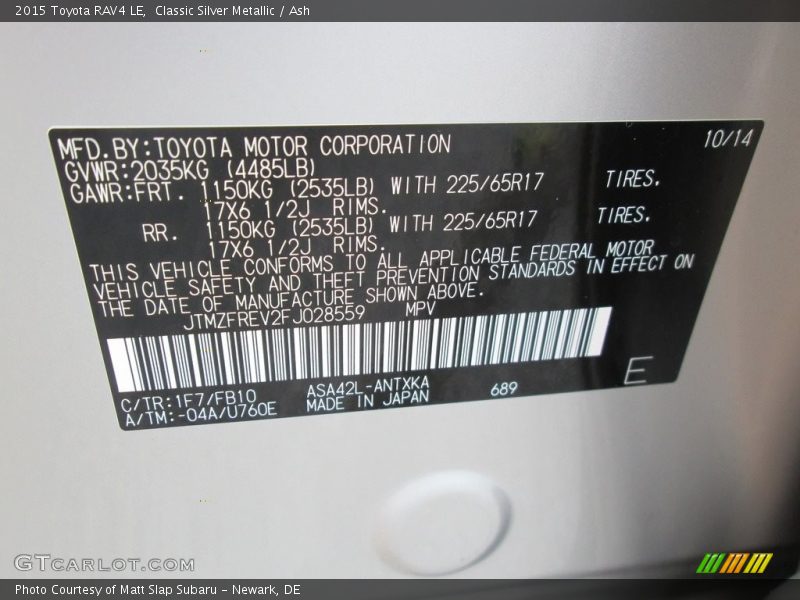 2015 Toyota RAV4 LE,  Classic Silver Metallic / Ash
MFD.BY:TOYOTA MOTOR CORPORATION 10/14
GVWR:2035KG (4485LB)
GAWR:FRT. 1150KG (2535LB) WITH 225/65R17 TIRES.
17X6 1/2J RIMS.
RR. 1150KG (2535LB) WITH 225/65R17 TIRES.
17X6 1/2J RIMS.
THIS VEHICLE CONFORMS TO ALL APPLICABLE FEDERAL MOTOR
VEHICLE SAFETY AND THEFT PREVENTION STANDARDS IN EFFECT ON
THE DATE OF MANUFACTURE SHOWN ABOVE.
JTMZFREV2FJ028559 MPV
E
C/TR:1F7/FB10 ASA42L-ANTXKA 689
A/TM:-04A/U760E MADE IN JAPAN
GTCARLOT.COM
Photo Courtesy of Matt Slap Subaru - Newark, DE